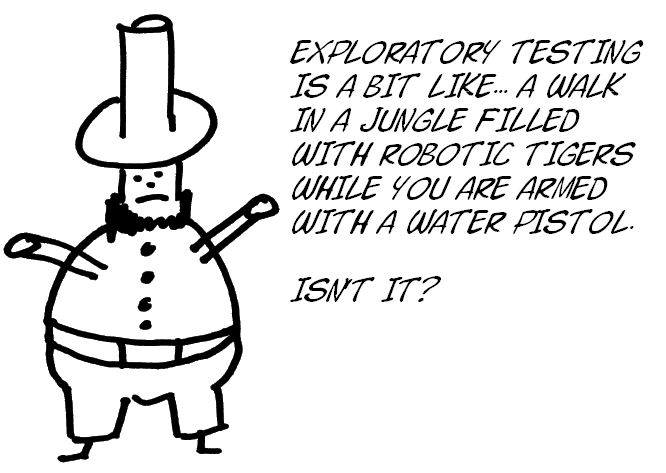 EXPLORATORY TESTING
IS A BIT LIKE... A WALK
IN A JUNGLE FILLED
WITH ROBOTIC TIGERS
WHILE YOU ARE ARMED
WITH A WATER PISTOL.
ISN'T IT?